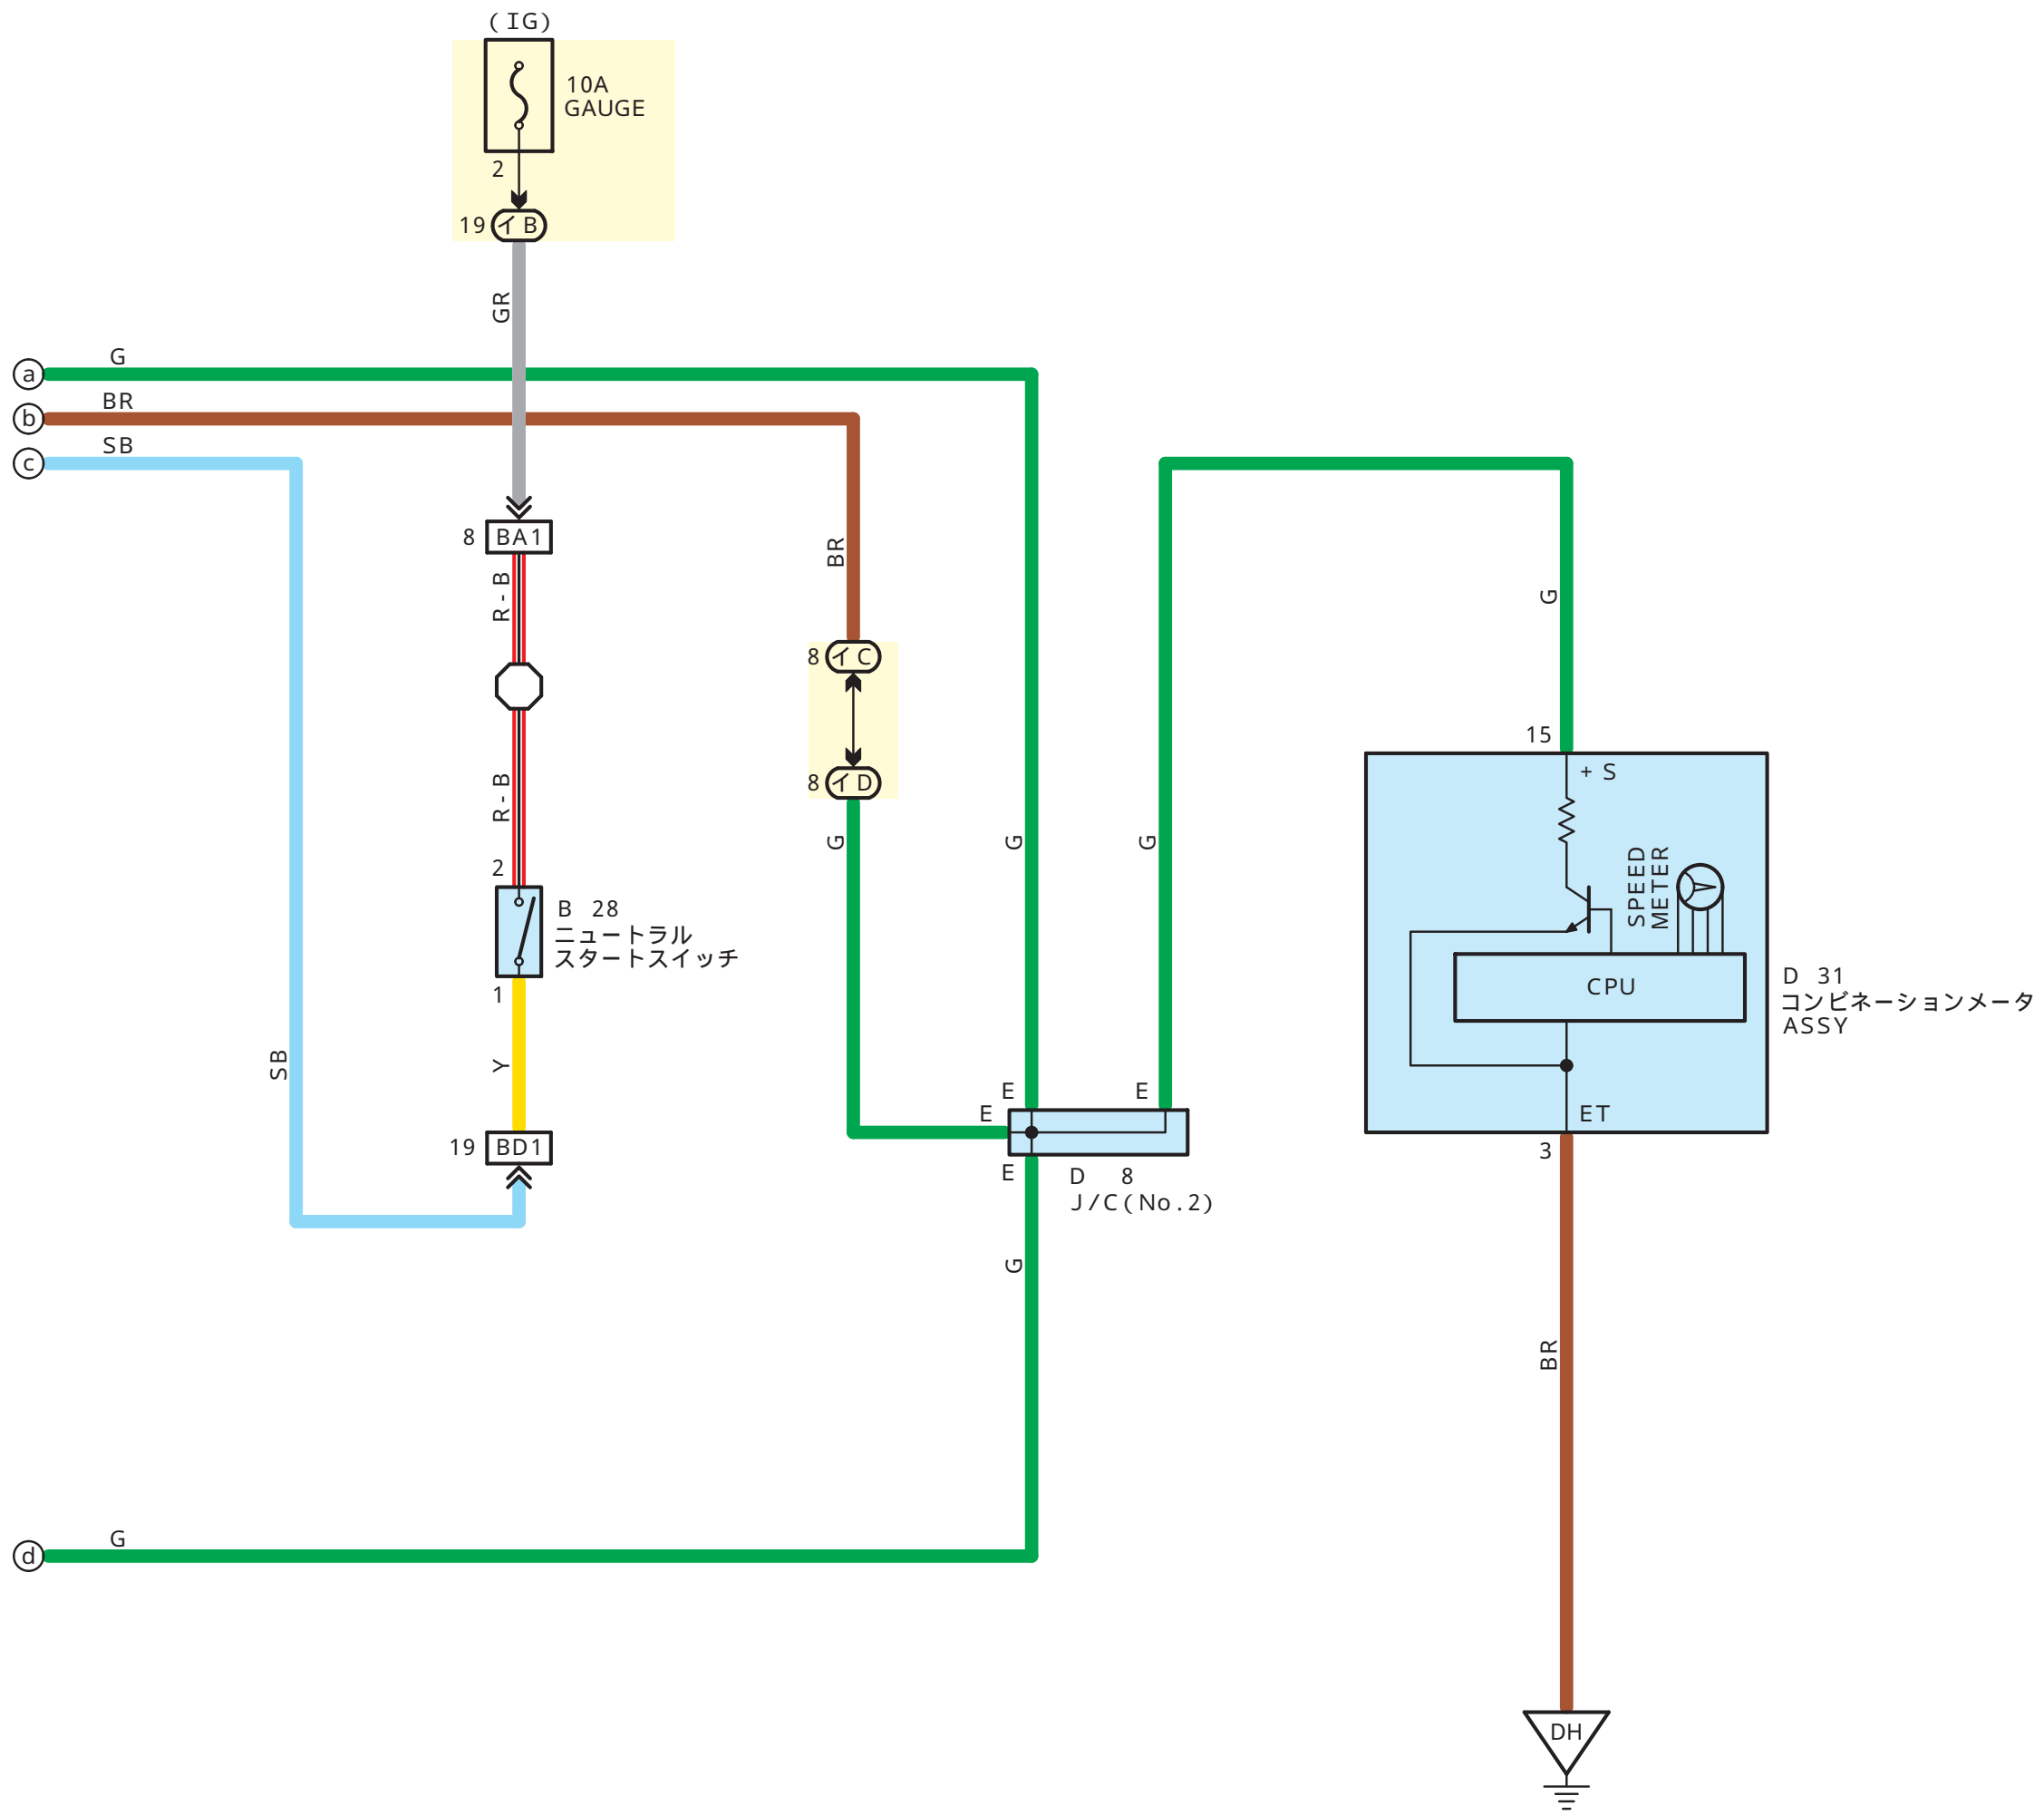 (IG)
10A
GAUGE
2
19
イB
GR
a
G
b
BR
c
SB
8
BA1
R-B
BR
G
8
イC
15
+ S
R-B
8
イD
G
G
G
2
SPEED
METER
B 28
ニュートラル
スタートスイッチ
1
CPU
D 31
コンビネーションメータ
ASSY
SB
Y
E
E
E
ET
19
BD1
3
E
D 8
J/C(No.2)
G
BR
d
G
DH